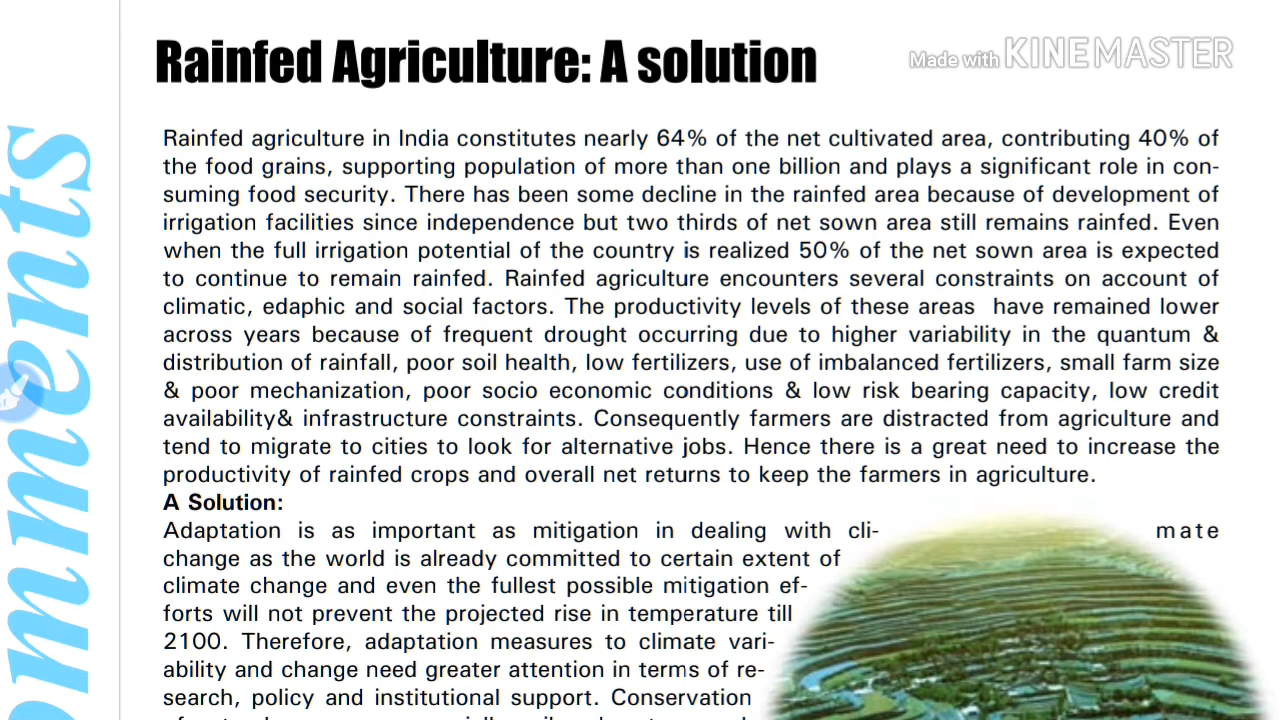 Rainfed Agriculture: A solution
Made with KINEMASTER
Rainfed agriculture in India constitutes nearly 64% of the net cultivated area, contributing 40% of
the food grains, supporting population of more than one billion and plays a significant role in con-
suming food security. There has been some decline in the rainfed area because of development of
irrigation facilities since independence but two thirds of net sown area still remains rainfed. Even
when the full irrigation potential of the country is realized 50% of the net sown area is expected
to continue to remain rainfed. Rainfed agriculture encounters several constraints on account of
climatic, edaphic and social factors. The productivity levels of these areas  have remained lower
across years because of frequent drought occurring due to higher variability in the quantum &
distribution of rainfall, poor soil health, low fertilizers, use of imbalanced fertilizers, small farm size
& poor mechanization, poor socio economic conditions & low risk bearing capacity, low credit
availability& infrastructure constraints. Consequently farmers are distracted from agriculture and
tend to migrate to cities to look for alternative jobs. Hence there is a great need to increase the
productivity of rainfed crops and overall net returns to keep the farmers in agriculture.
A Solution:
Adaptation is as important as mitigation in dealing with cli- mate
change as the world is already committed to certain extent of
climate change and even the fullest possible mitigation ef-
forts will not prevent the projected rise in temperature till
2100. Therefore, adaptation measures to climate vari-
ability and change need greater attention in terms of re-
search, policy and institutional support. Conservation
omments